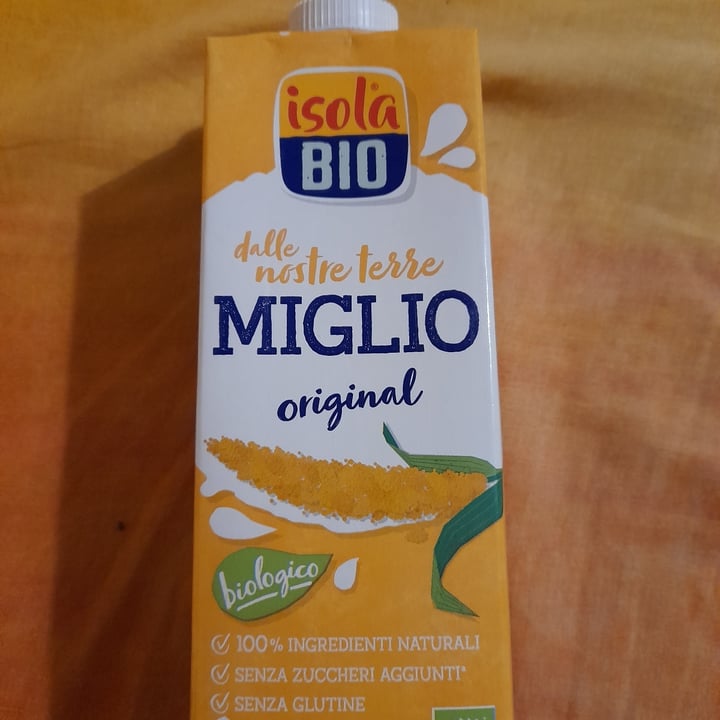 isola®
BIO
dalle
nostre terre
MIGLIO
original
biologico
100% INGREDIENTI NATURALI
SENZA ZUCCHERI AGGIUNTI*
SENZA GLUTINE